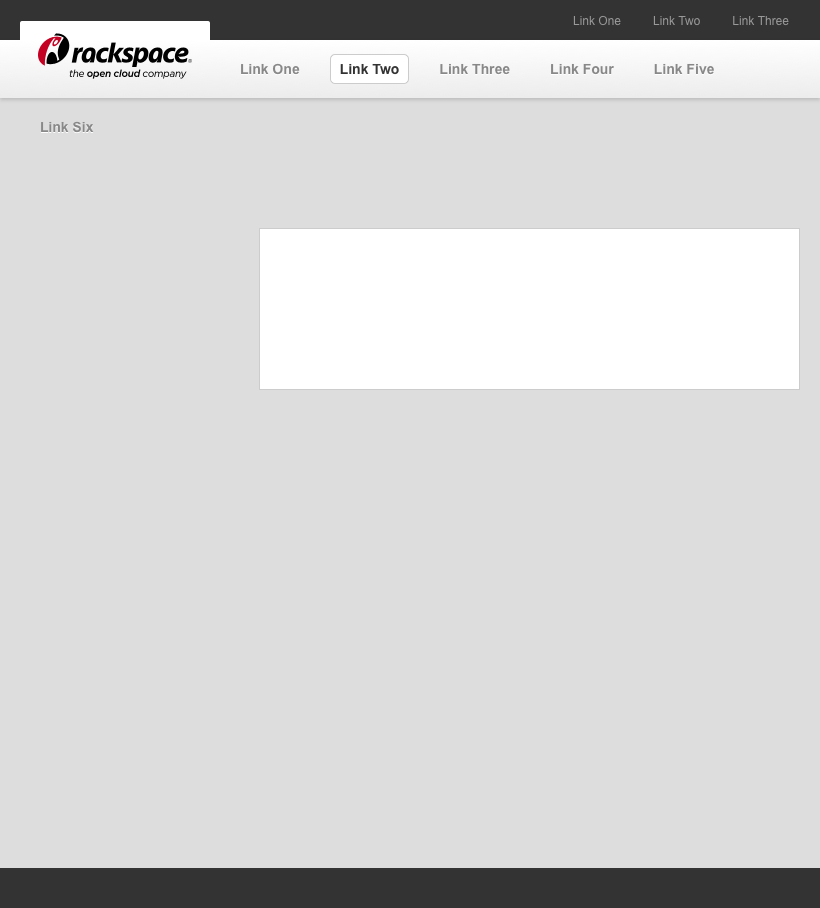 Link One Link Two Link Three
rackspace®
the open cloud company
Link One Link Two Link Three Link Four Link Five
Link Six